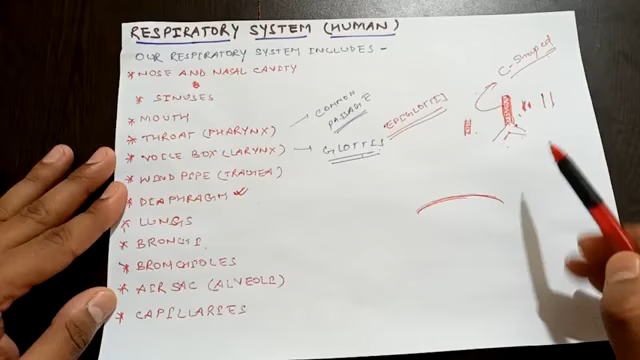 RESPIRATORY SYSTEM (HUMAN)
OUR RESPIRATORY SYSTEM INCLUDES -
* NOSE AND NASAL CAVITY
* SINUSES
* MOUTH
* THROAT (PHARYNX)
* VOICE BOX (LARYNX)
* WIND PIPE (TRACHEA)
* DIAPHRAGM ✓
* LUNGS
* BRONCHI
* BRONCHIOLES
* AIR SAC (ALVEOLI)
* CAPILLARIES
COMMON PASSAGE
GLOTTIS
EPIGLOTTIS
C-Shaped